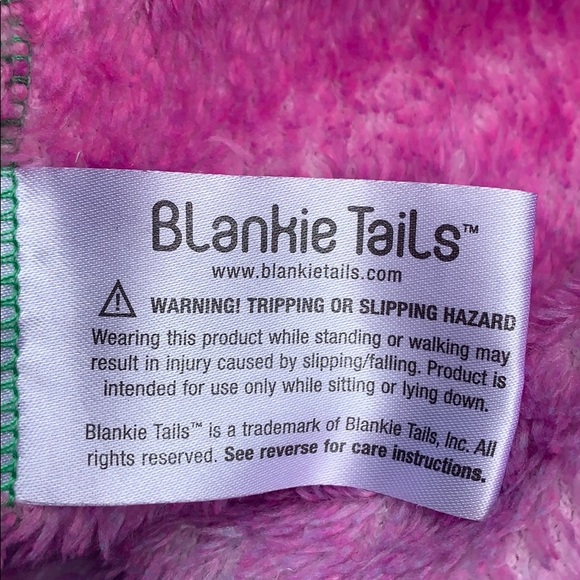 Blankie Tails™
www.blankietails.com
⚠ WARNING! TRIPPING OR SLIPPING HAZARD
Wearing this product while standing or walking may
result in injury caused by slipping/falling. Product is
intended for use only while sitting or lying down.
Blankie Tails™ is a trademark of Blankie Tails, Inc. All
rights reserved. See reverse for care instructions.